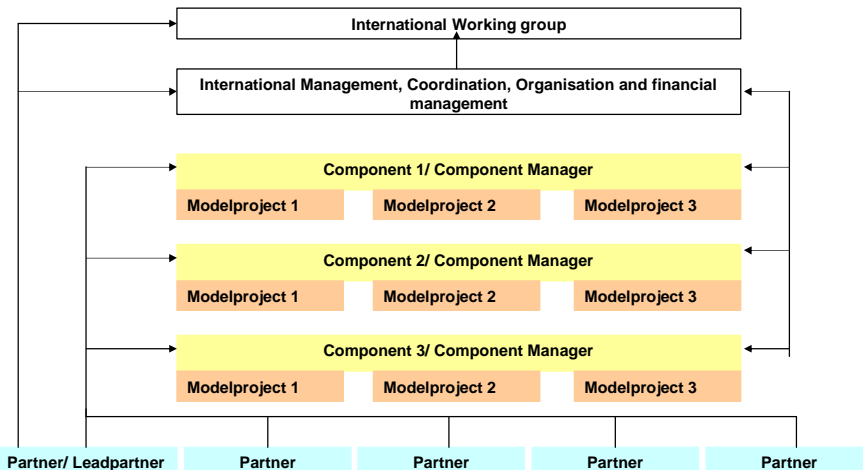 International Working group
International Management, Coordination, Organisation and financial
management
Component 1/ Component Manager
Modelproject 1 Modelproject 2 Modelproject 3
Component 2/ Component Manager
Modelproject 1 Modelproject 2 Modelproject 3
Component 3/ Component Manager
Modelproject 1 Modelproject 2 Modelproject 3
Partner/ Leadpartner Partner Partner Partner Partner